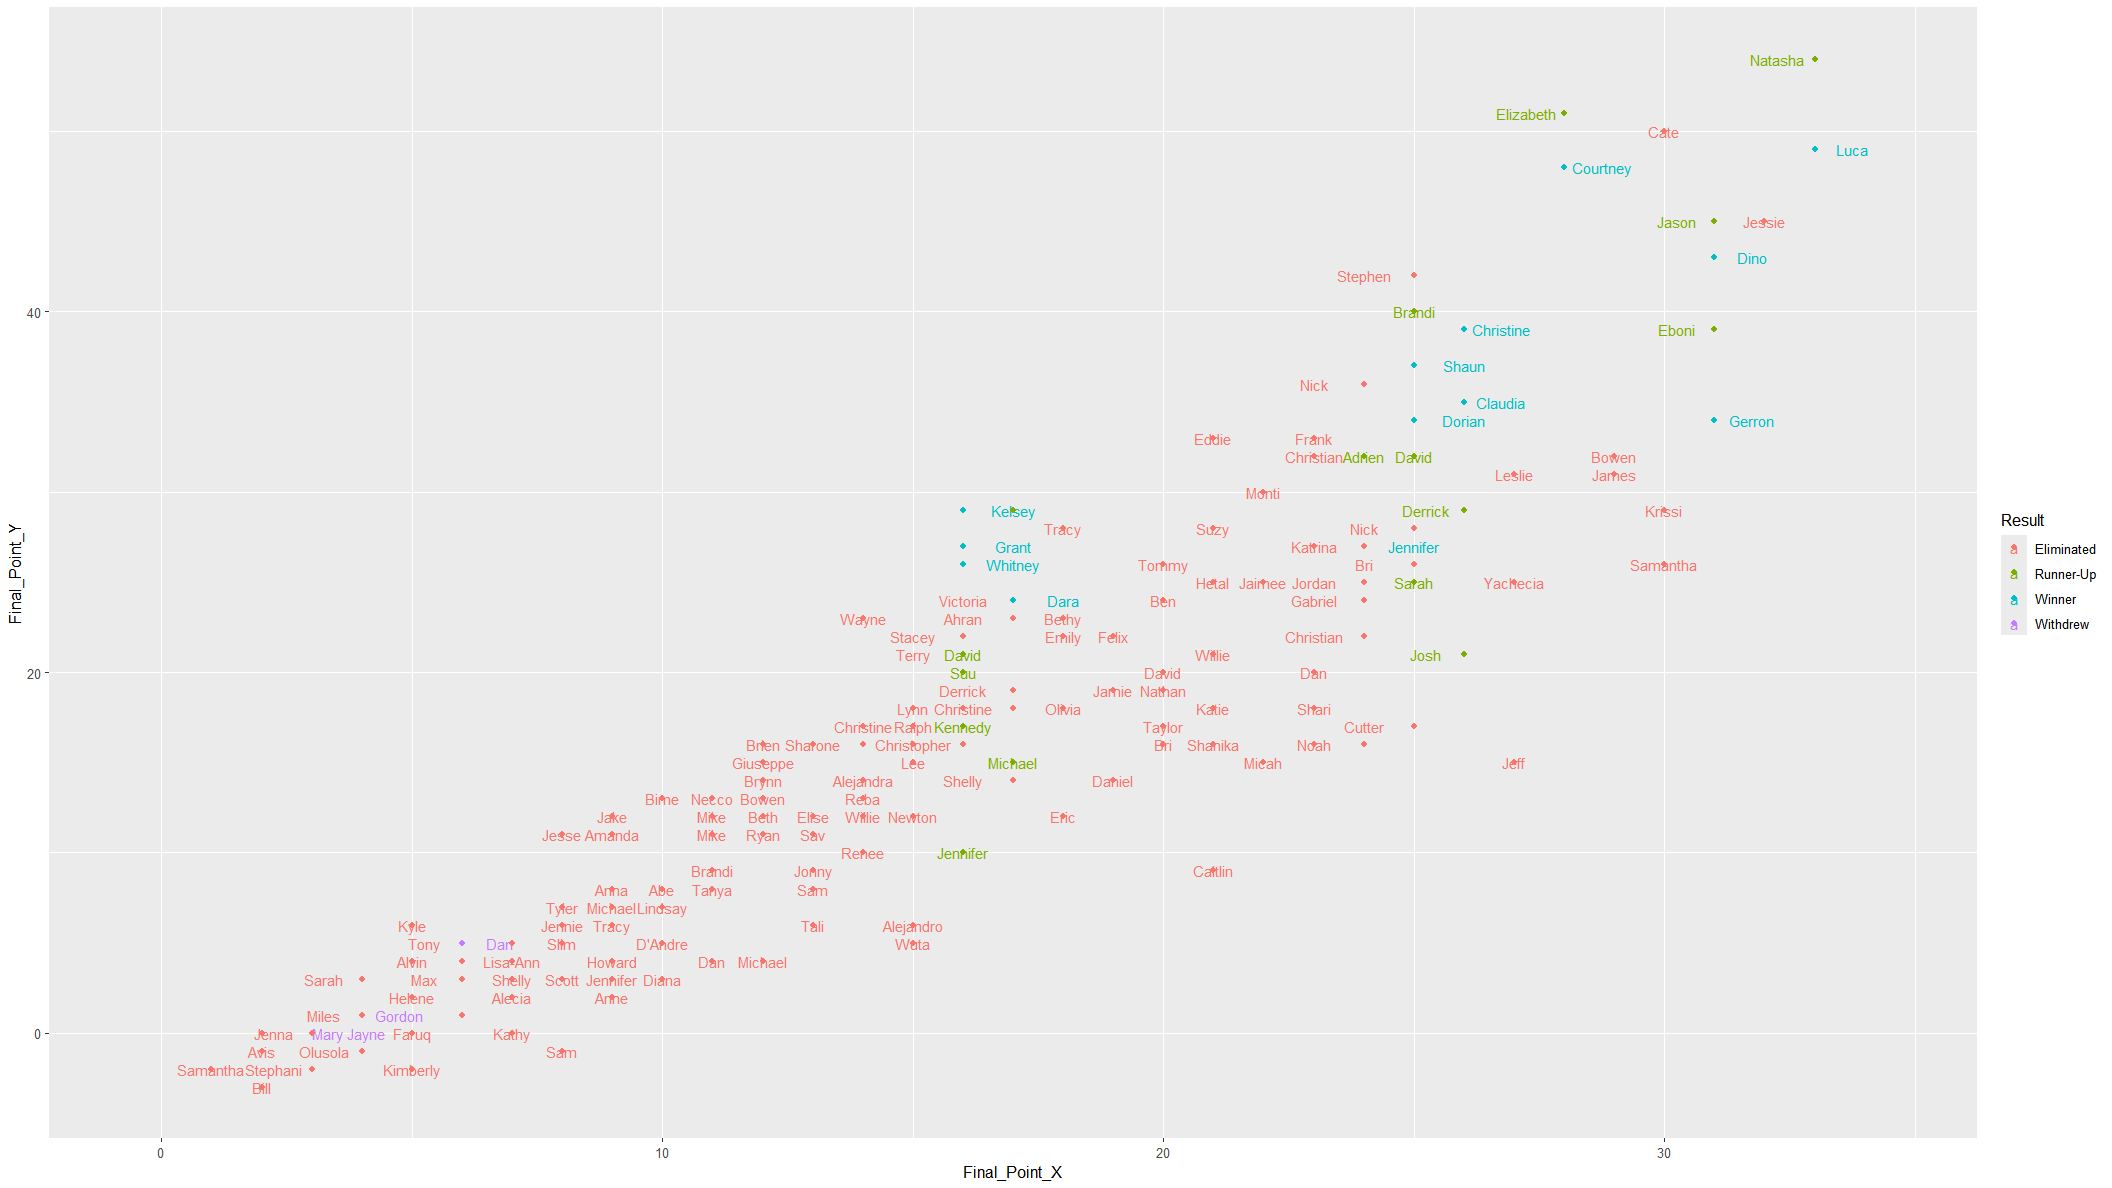 Natasha
Elizabeth
Cate
Luca
Courtney
Jason Jessie
Dino
Stephen
40 Brandi
Christine Eboni
Shaun
Nick
Claudia
Dorian Gerron
Eddie Frank
Christian Adrien David Bowen
Leslie James
Monti
Kelsey Derrick Krissi
Tracy Suzy Nick
Grant Katrina Jennifer
Whitney Tommy Bri Samantha
Hetal Jaimee Jordan Sarah Yachecia
Victoria Dara Ben Gabriel
Wayne Ahran Bethy
Stacey Emily Felix Christian
Terry David Willie Josh
20 Suu David Dan
Derrick Jamie Nathan
Lynn Christine Olivia Katie Shari
Christine Ralph Kennedy Taylor Cutter
Brien Sharone Christopher Bri Shanika Noah
Giuseppe Lee Michael Micah Jeff
Brynn Alejandra Shelly Daniel
Bime Necco Bowen Reba
Jake Mike Beth Elise Willie Newton Eric
Jesse Amanda Mike Ryan Sav
Renee Jennifer
Brandi Jonny Caitlin
Anna Abe Tanya Sam
Tyler Michael Lindsay
Kyle Jennie Tracy Tali Alejandro
Tony Dan Slim D'Andre Wuta
Alvin Lisa-Ann Howard Dan Michael
Sarah Max Shelly Scott Jennifer Diana
Helene Alecia Anne
Miles Gordon
0 Jenna Mary Jayne Faruq Kathy
Avis Olusola Sam
Samantha Stephani Kimberly
Bill
0 10 20 30
Final_Point_X
Final_Point_Y
Result
a Eliminated
a Runner-Up
a Winner
a Withdrew